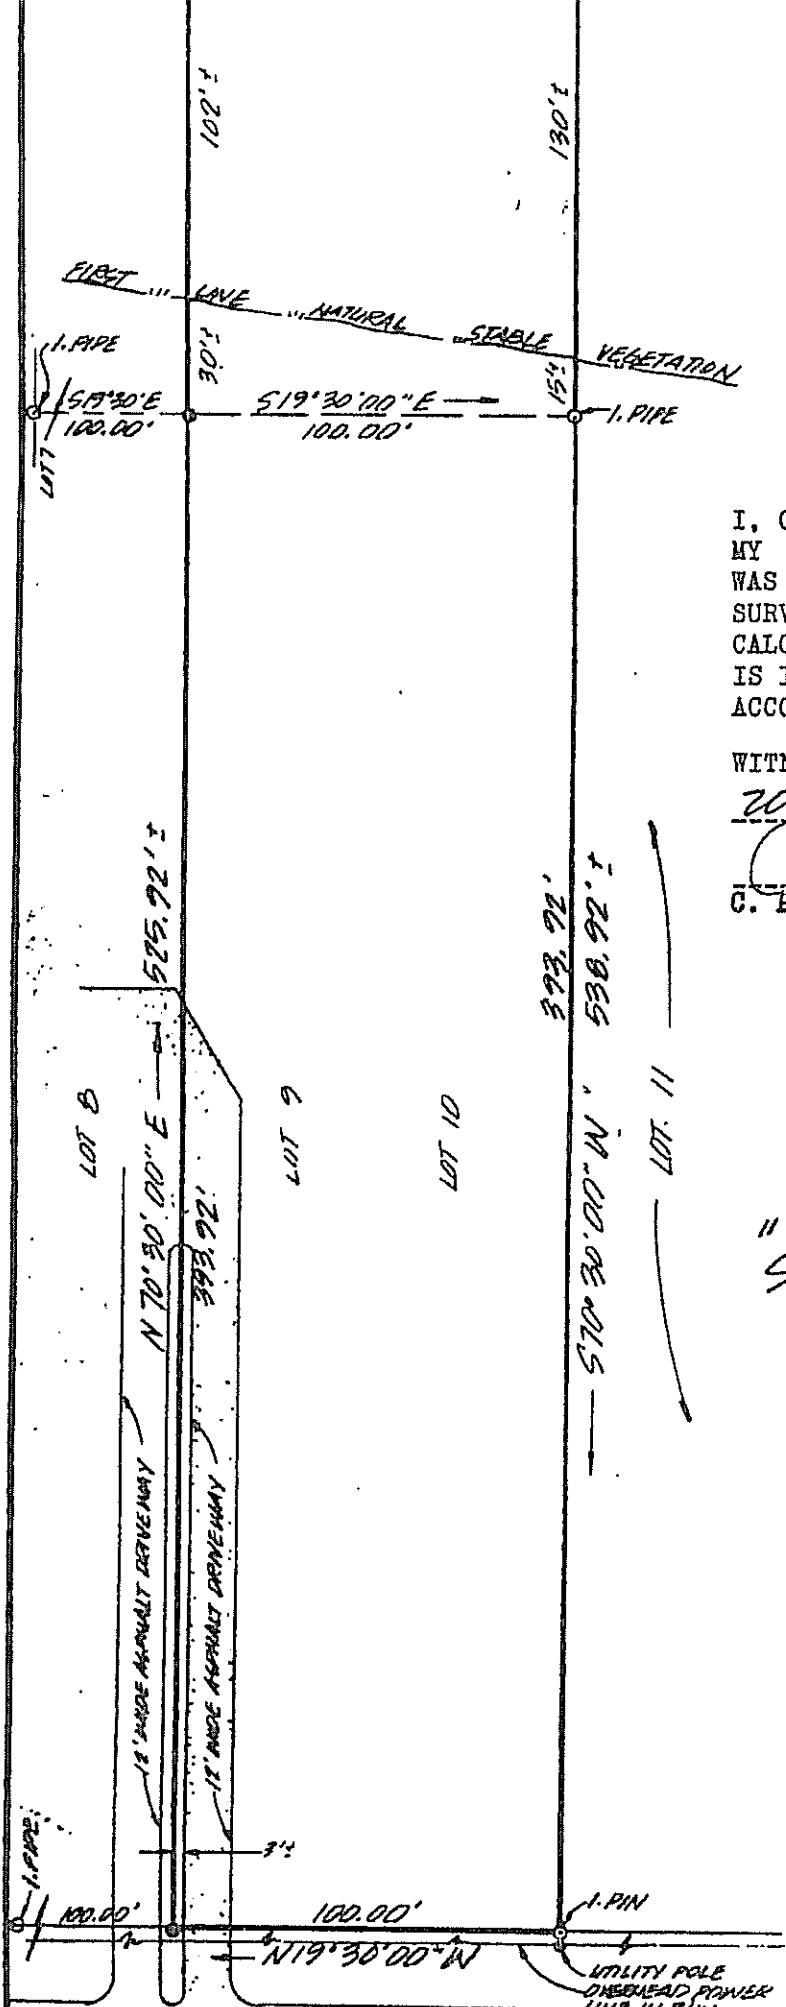 102'±
130'±
FIRST LINE NATURAL STABLE VEGETATION
I. PIPE
30'±
15'±
S19°30'E
100.00'
S19°30'00"E
100.00'
I. PIPE
LOT 7
I, C
MY
WAS
SURV
CALC
IS
ACCO
WITN
20
C.
525.92'±
N 70°30'00" E
393.92'
393.92'
538.92'±
S70°30'00"W
LOT 8
LOT 9
LOT 10
LOT 11
"
12' WIDE ASPHALT DRIVEWAY
12' WIDE ASPHALT DRIVEWAY
3'±
I. PIPE
100.00'
100.00'
I. PIN
N19°30'00"W
UTILITY POLE
OVERHEAD POWER